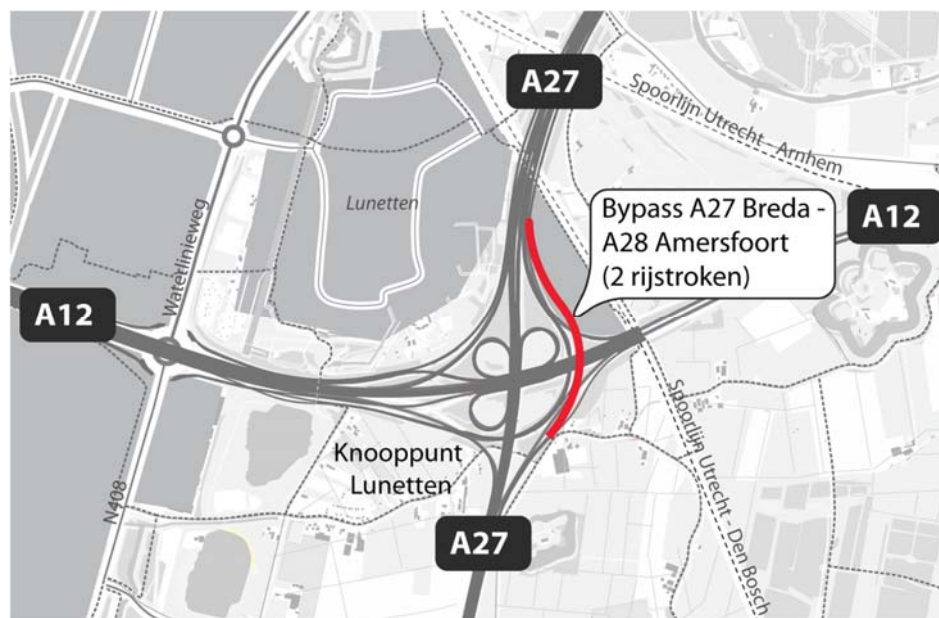 A27
Spoorlijn Utrecht - Arnhem
Lunetten
Bypass A27 Breda -
A28 Amersfoort
(2 rijstroken)
A12
Waterlinieweg
A12
Knooppunt
Lunetten
Spoorlijn Utrecht - Den Bosch
N408
A27